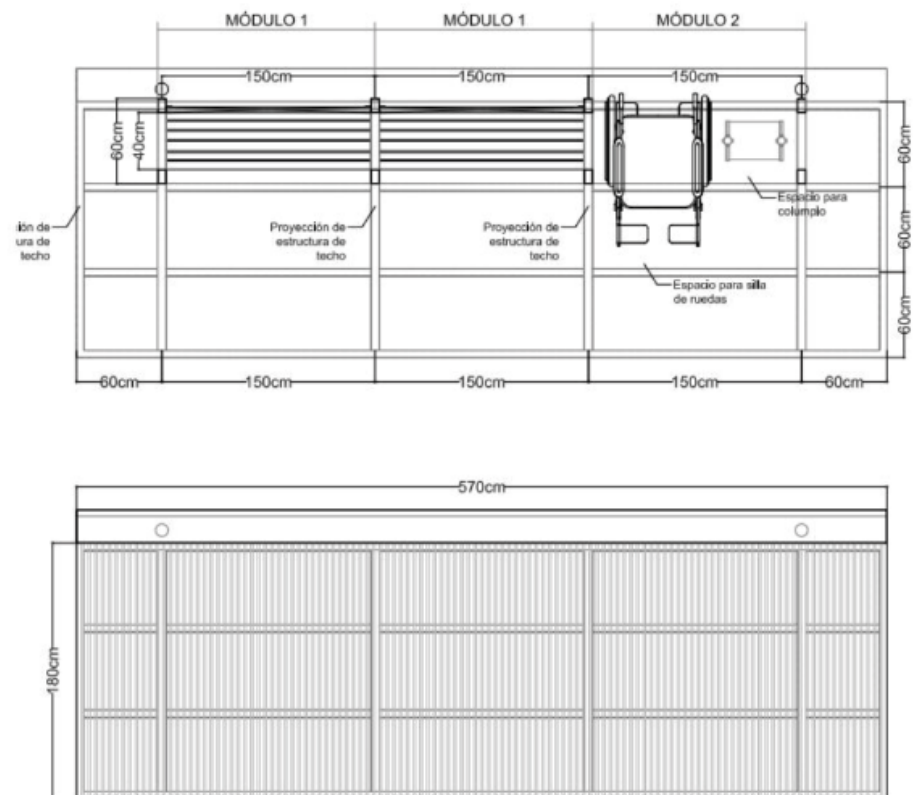 MÓDULO 1
MÓDULO 1
MÓDULO 2
150cm
150cm
150cm
60cm
40cm
60cm
60cm
60cm
ión de
ura de
techo
Proyección de
estructura de
techo
Proyección de
estructura de
techo
Espacio para
columpio
Espacio para silla
de ruedas
60cm
150cm
150cm
150cm
60cm
570cm
180cm